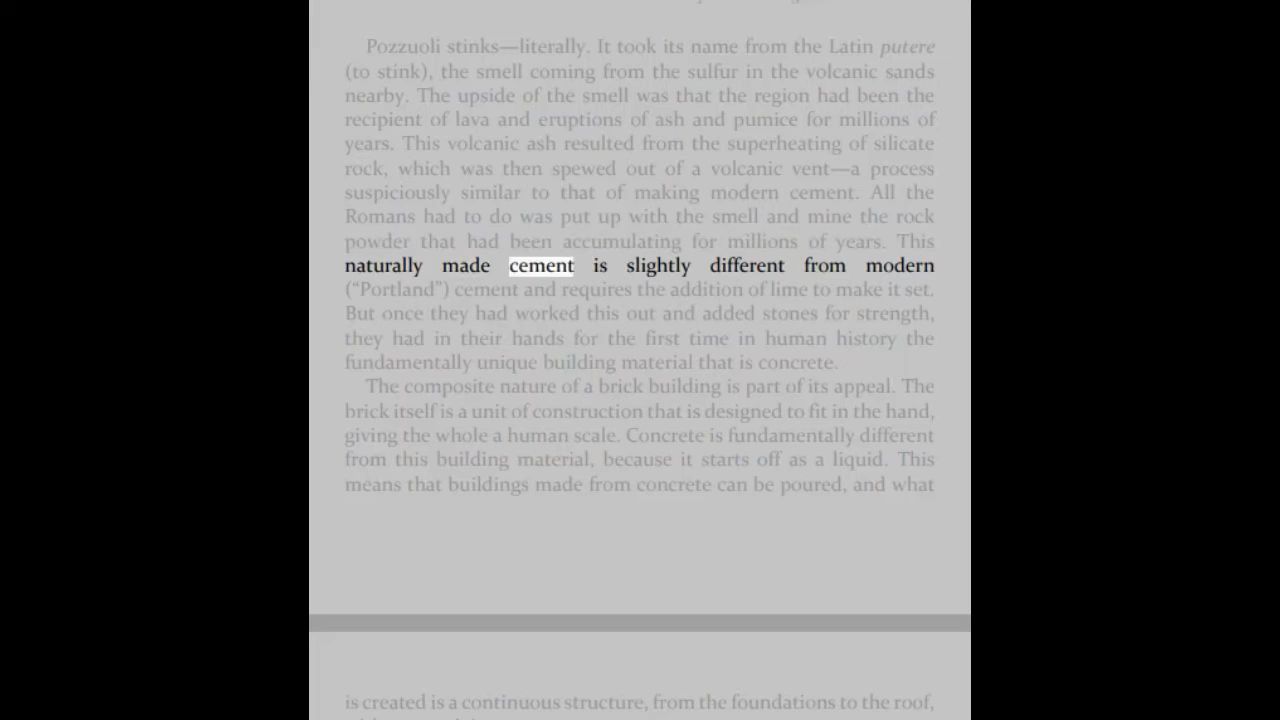 Pozzuoli stinks—literally. It took its name from the Latin putere
(to stink), the smell coming from the sulfur in the volcanic sands
nearby. The upside of the smell was that the region had been the
recipient of lava and eruptions of ash and pumice for millions of
years. This volcanic ash resulted from the superheating of silicate
rock, which was then spewed out of a volcanic vent—a process
suspiciously similar to that of making modern cement. All the
Romans had to do was put up with the smell and mine the rock
powder that had been accumulating for millions of years. This
naturally made cement is slightly different from modern
(“Portland”) cement and requires the addition of lime to make it set.
But once they had worked this out and added stones for strength,
they had in their hands for the first time in human history the
fundamentally unique building material that is concrete.
The composite nature of a brick building is part of its appeal. The
brick itself is a unit of construction that is designed to fit in the hand,
giving the whole a human scale. Concrete is fundamentally different
from this building material, because it starts off as a liquid. This
means that buildings made from concrete can be poured, and what
is created is a continuous structure, from the foundations to the roof,